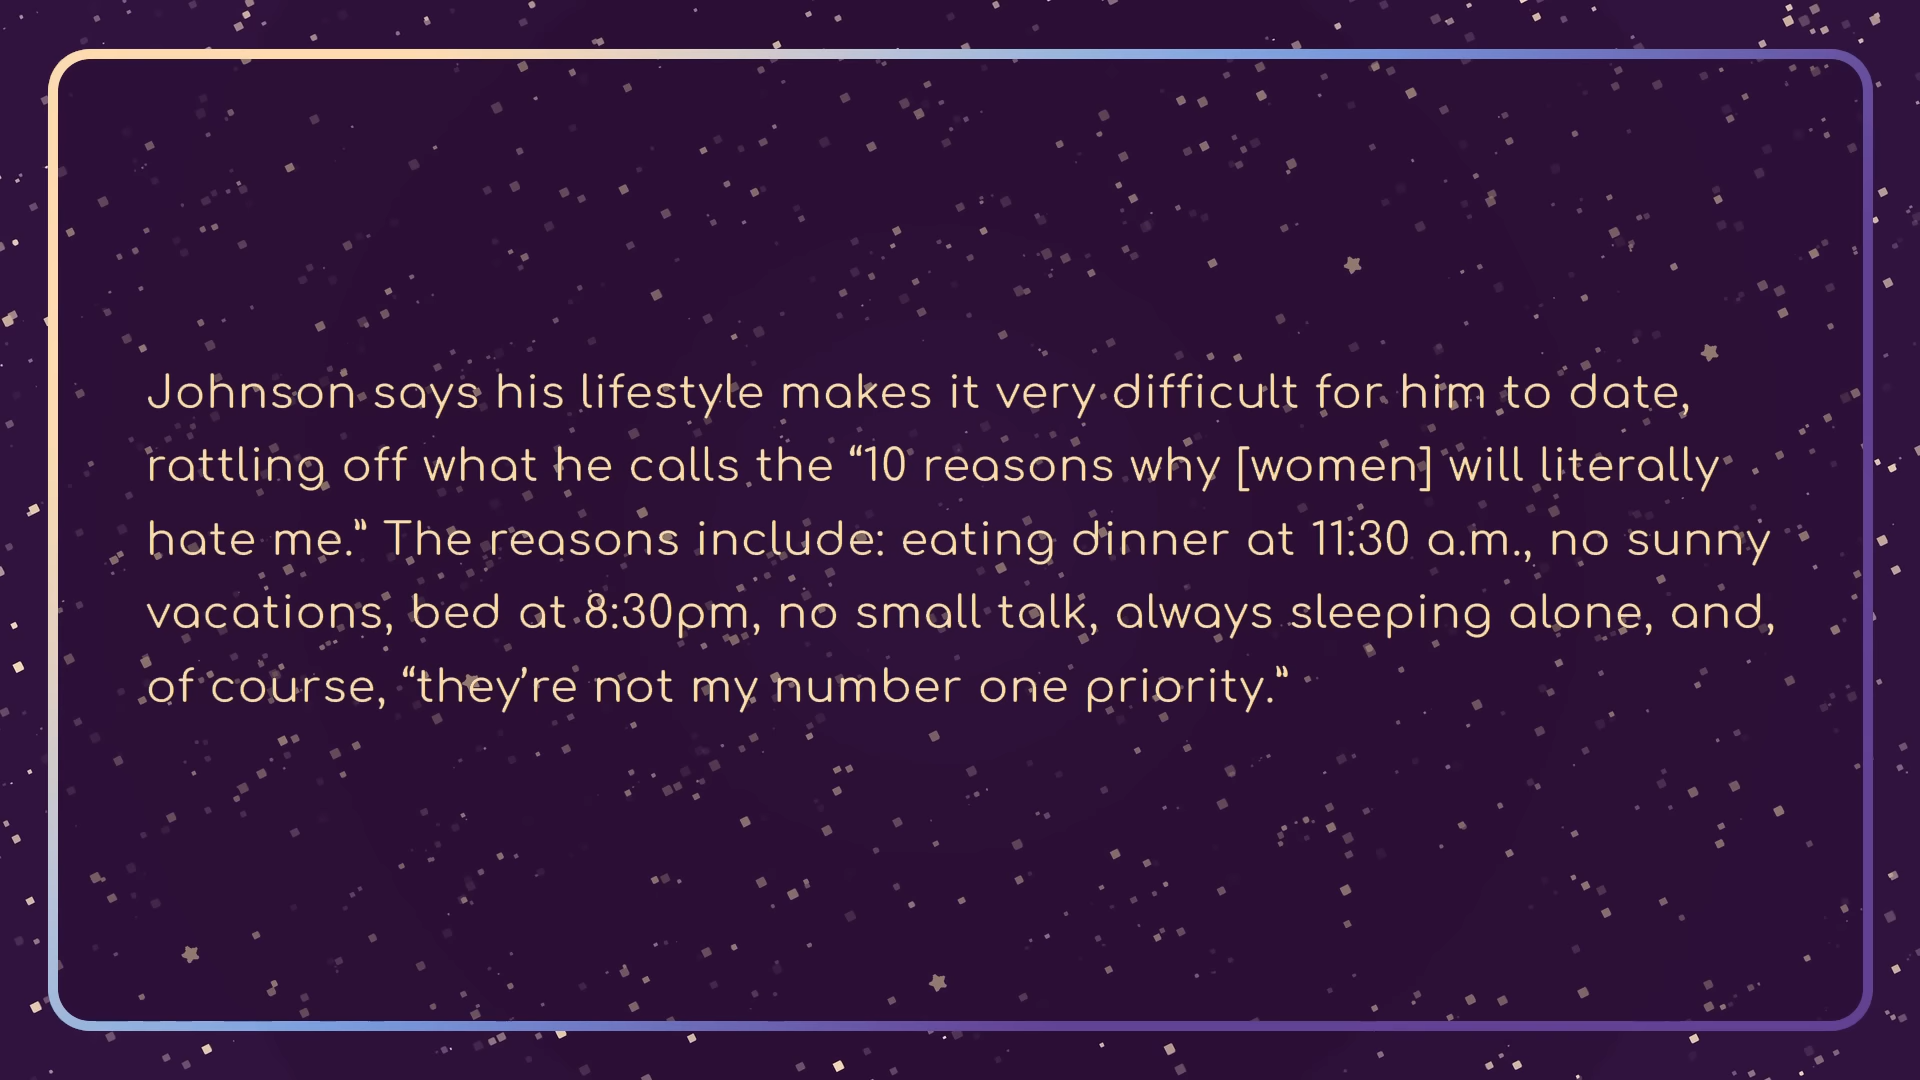 Johnson says his lifestyle makes it very difficult for him to date,
rattling off what he calls the “10 reasons why [women] will literally
hate me.” The reasons include: eating dinner at 11:30 a.m., no sunny
vacations, bed at 8:30pm, no small talk, always sleeping alone, and,
of course, “they’re not my number one priority.”